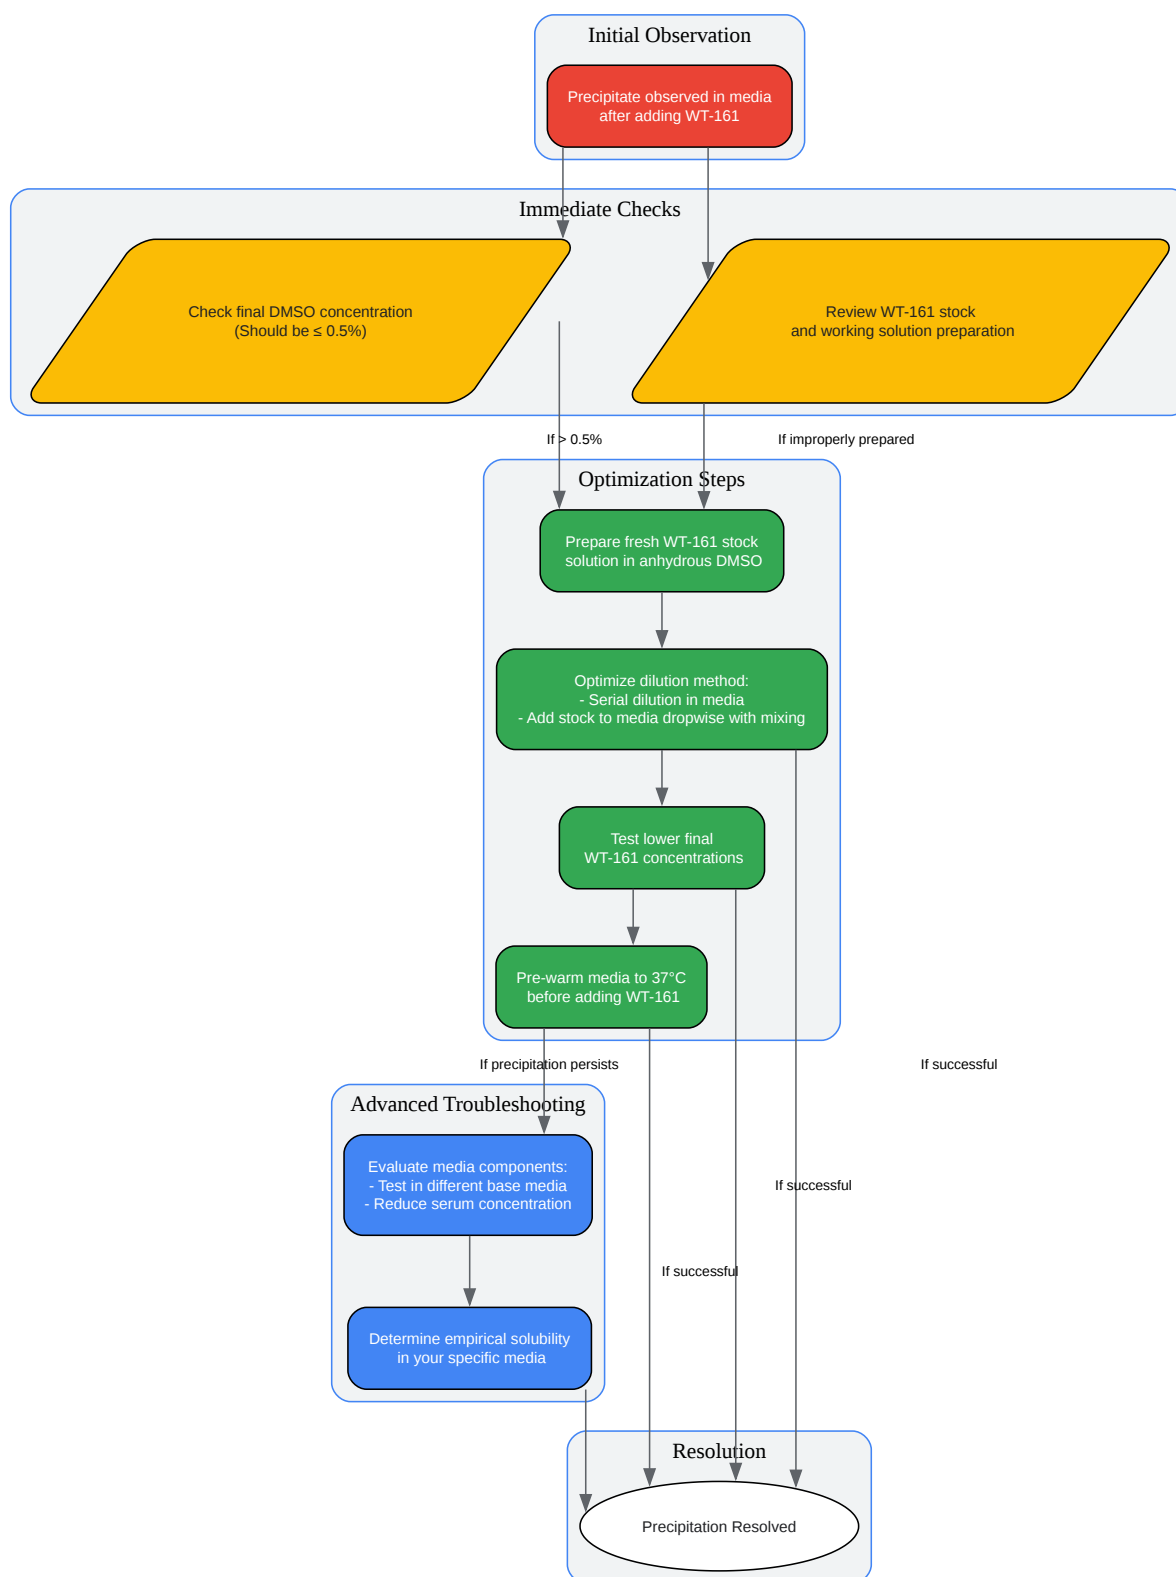 Initial Observation
Precipitate observed in media
after adding WT-161
Immediate Checks
Check final DMSO concentration
(Should be ≤ 0.5%)
Review WT-161 stock
and working solution preparation
If > 0.5%
If improperly prepared
Optimization Steps
Prepare fresh WT-161 stock
solution in anhydrous DMSO
Optimize dilution method:
- Serial dilution in media
- Add stock to media dropwise with mixing
Test lower final
WT-161 concentrations
Pre-warm media to 37°C
before adding WT-161
If precipitation persists
If successful
Advanced Troubleshooting
Evaluate media components:
- Test in different base media
- Reduce serum concentration
If successful
If successful
Determine empirical solubility
in your specific media
Resolution
Precipitation Resolved